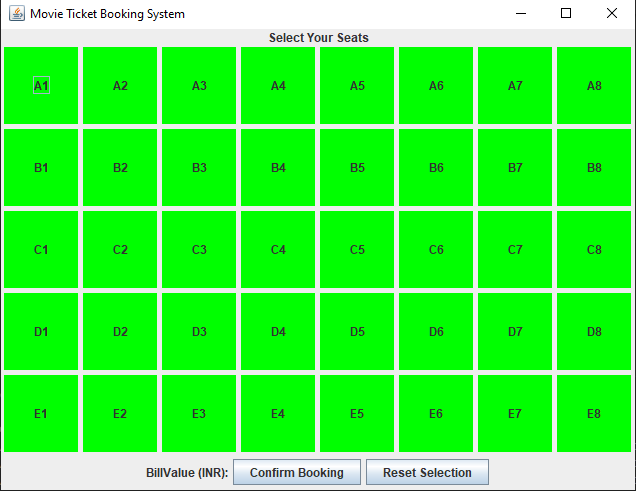 Movie Ticket Booking System
Select Your Seats
A1 A2 A3 A4 A5 A6 A7 A8
B1 B2 B3 B4 B5 B6 B7 B8
C1 C2 C3 C4 C5 C6 C7 C8
D1 D2 D3 D4 D5 D6 D7 D8
E1 E2 E3 E4 E5 E6 E7 E8
BillValue (INR): Confirm Booking Reset Selection